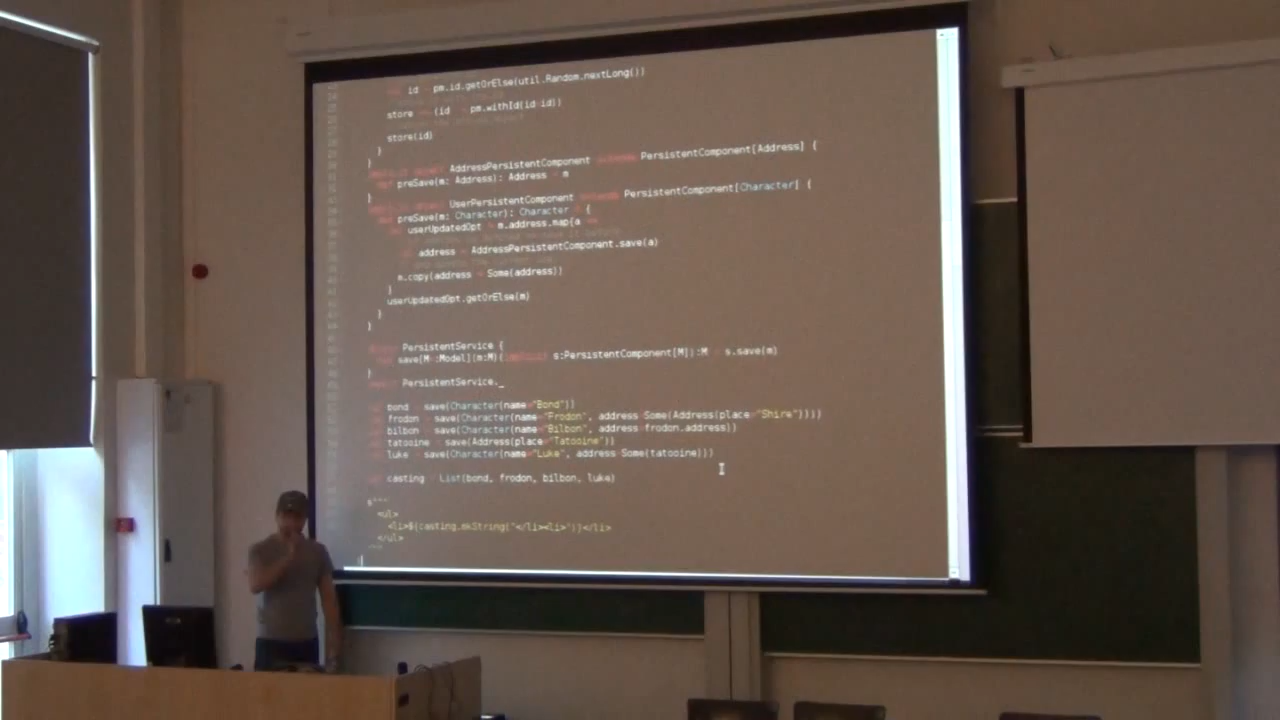 id pm.id.getOrElse(util.Random.nextLong())
store (id pm.withId(id=id))
store(id)
}
}
object AddressPersistentComponent extends PersistentComponent[Address] {
preSave(m: Address): Address = m
}
UserPersistentComponent extends PersistentComponent[Character] {
preSave(m: Character): Character = {
userUpdatedOpt = m.address.map{a
address = AddressPersistentComponent.save(a)
m.copy(address = Some(address))
}
userUpdatedOpt.getOrElse(m)
}
}
PersistentService {
save[M<:Model](m:M)(implicit s:PersistentComponent[M]):M = s.save(m)
}
import PersistentService._
bond = save(Character(name="Bond"))
frodon = save(Character(name="Frodon", address=Some(Address(place="Shire"))))
bilbon = save(Character(name="Bilbon", address=frodon.address))
tatooine = save(Address(place="Tatooine"))
luke = save(Character(name="Luke", address=Some(tatooine)))
casting = List(bond, frodon, bilbon, luke)
s"""
<ul>
<li>${casting.mkString("</li><li>")}</li>
</ul>
"""